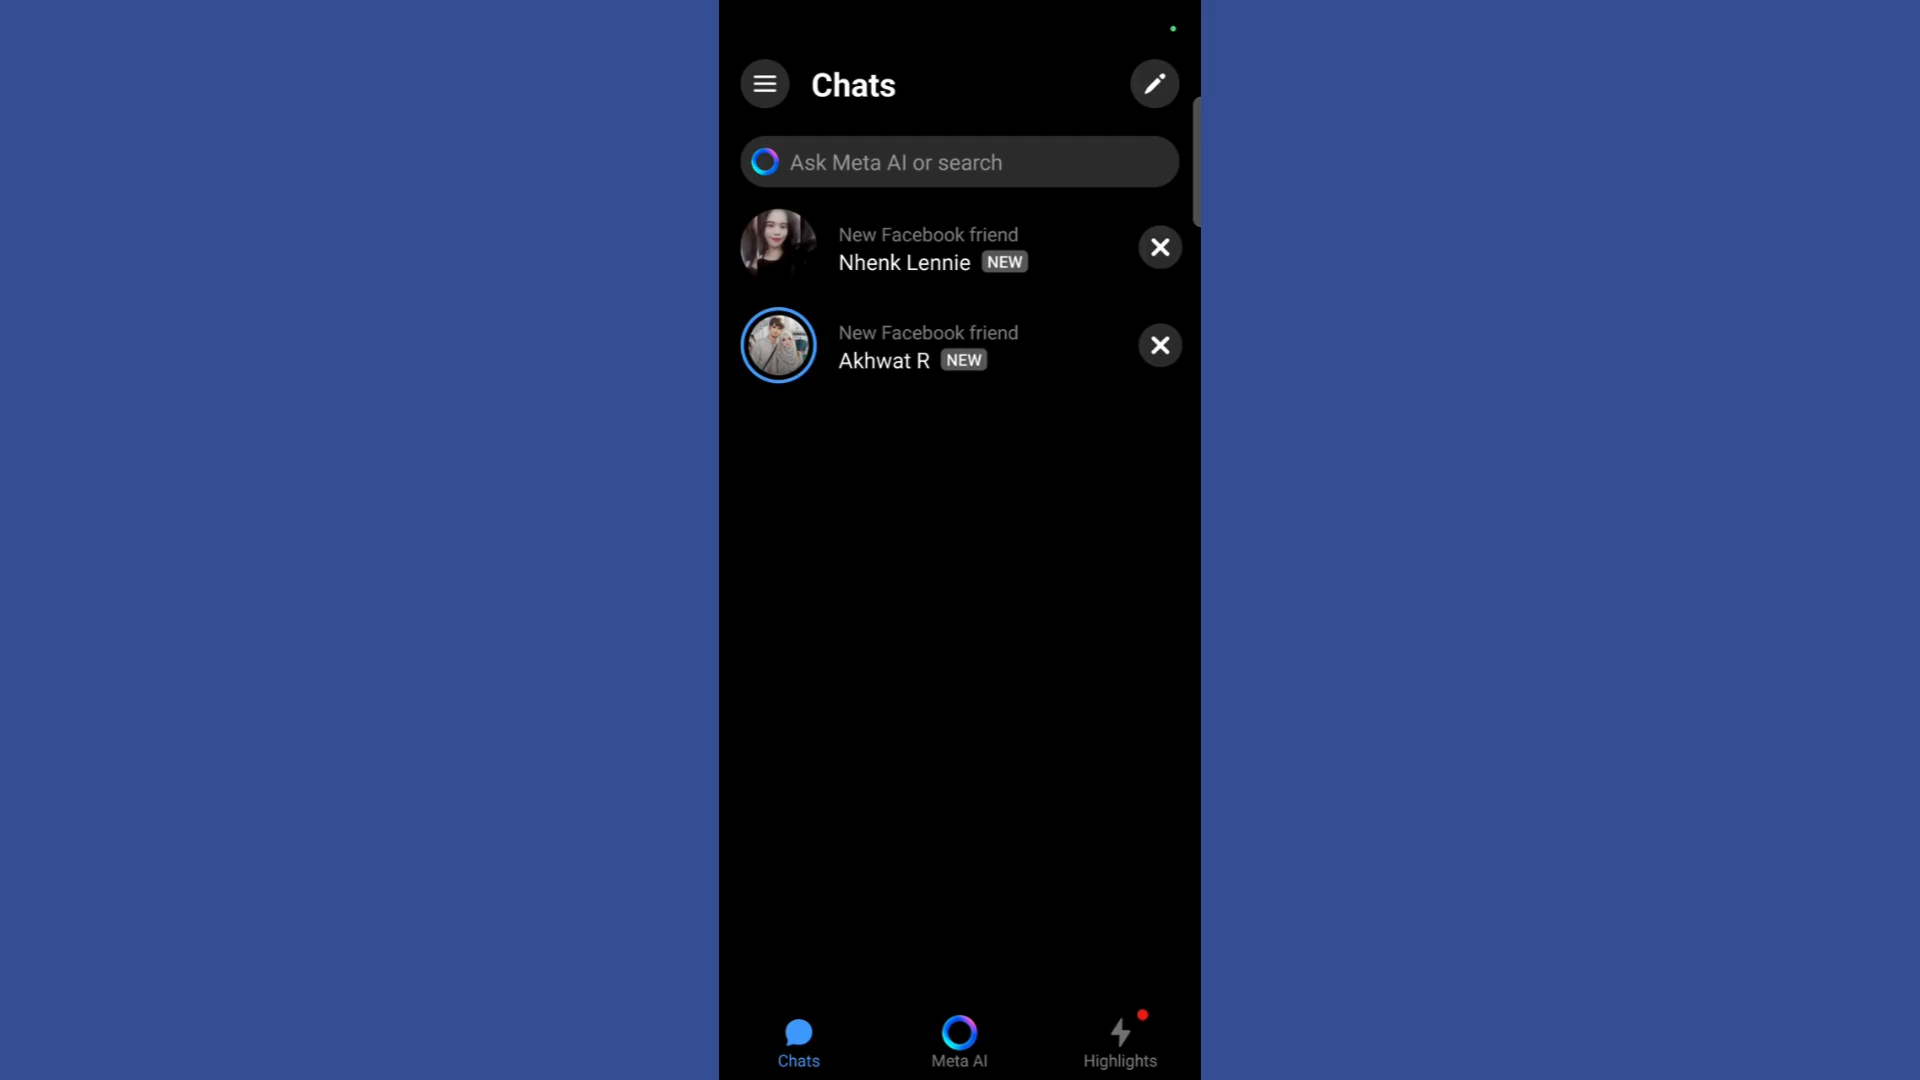 Chats
Ask Meta AI or search
New Facebook friend
Nhenk Lennie NEW
New Facebook friend
Akhwat R NEW
Chats
Meta AI
Highlights